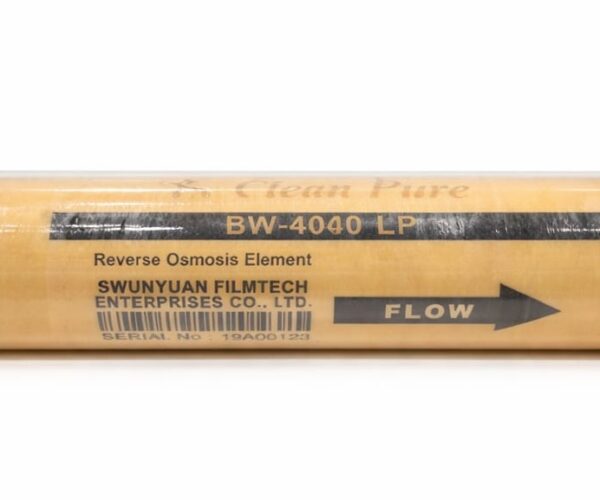 Clean Pure
BW-4040 LP
Reverse Osmosis Element
SWUNYUAN FILMTECH
ENTERPRISES CO., LTD.
FLOW
SERIAL No : 19A00123